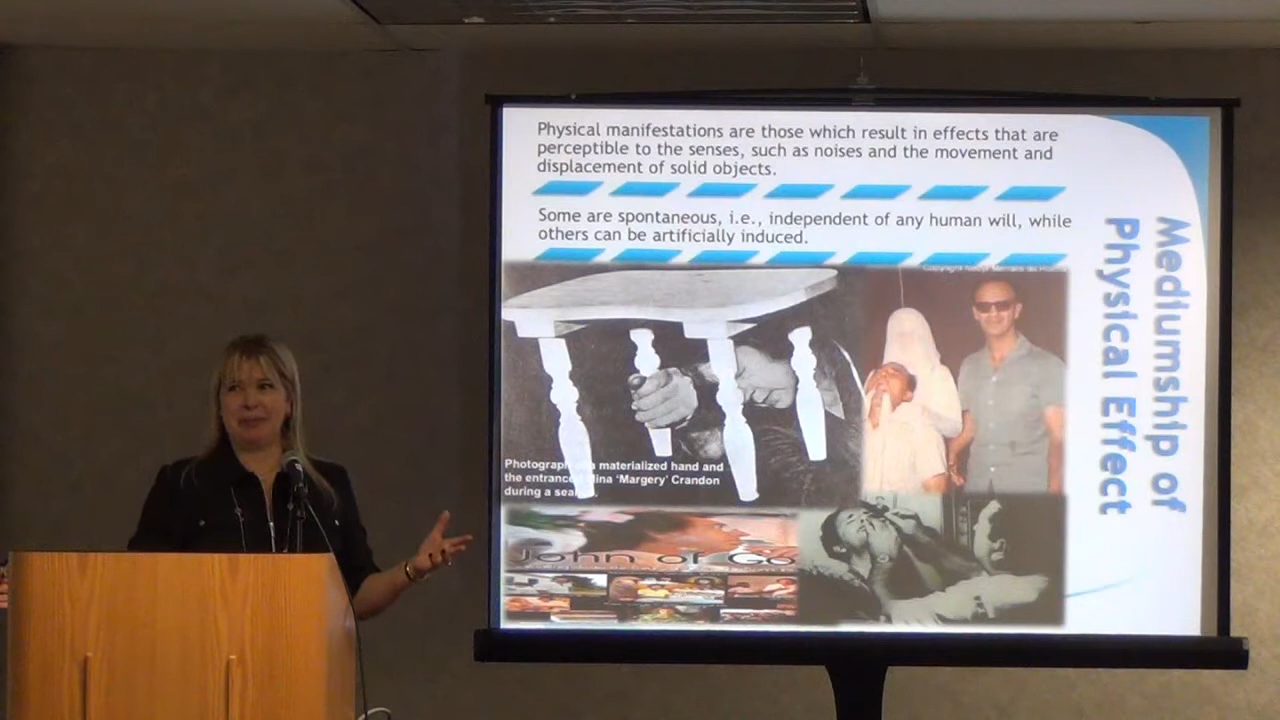 Physical manifestations are those which result in effects that are
perceptible to the senses, such as noises and the movement and
displacement of solid objects.
Some are spontaneous, i.e., independent of any human will, while
others can be artificially induced.
Mediumship of
Physical Effect
Photograph a materialized hand and
the entranced 'Margery' Crandon
during a
John of Go